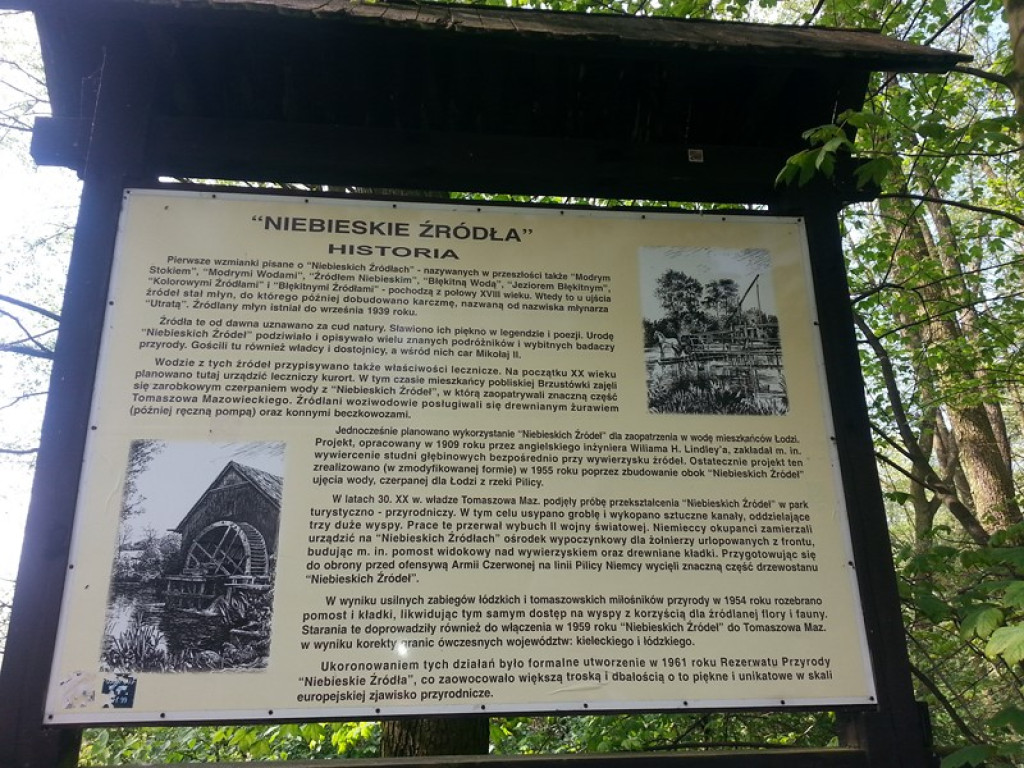 “NIEBIESKIE ŹRÓDŁA”
HISTORIA
Pierwsze wzmianki pisane o “Niebieskich Źródłach” - nazywanych w przeszłości także “Modrym
Stokiem”, “Modrymi Wodami”, “Źródłem Niebieskim”, “Błękitną Wodą”, “Jeziorem Błękitnym”,
“Kolorowymi Źródłami” i “Błękitnymi Źródłami” - pochodzą z połowy XVIII wieku. Wtedy to u ujścia
źródeł stał młyn, do którego później dobudowano karczmę, nazwaną od nazwiska młynarza
“Utratą”. Źródlany młyn istniał do września 1939 roku.
Źródła te od dawna uznawano za cud natury. Sławiono ich piękno w legendzie i poezji. Urodę
“Niebieskich Źródeł” podziwiało i opisywało wielu znanych podróżników i wybitnych badaczy
przyrody. Gościli tu również władcy i dostojnicy, a wśród nich car Mikołaj II.
Wodzie z tych źródeł przypisywano także właściwości lecznicze. Na początku XX wieku
planowano tutaj urządzić leczniczy kurort. W tym czasie mieszkańcy pobliskiej Brzustówki zajęli
się zarobkowym czerpaniem wody z “Niebieskich Źródeł”, w którą zaopatrywali znaczną część
Tomaszowa Mazowieckiego. Źródlani woziwodowie posługiwali się drewnianym żurawiem
(później ręczną pompą) oraz konnymi beczkowozami.
Jednocześnie planowano wykorzystanie “Niebieskich Źródeł” dla zaopatrzenia w wodę mieszkańców Łodzi.
Projekt, opracowany w 1909 roku przez angielskiego inżyniera Wiliama H. Lindley’a, zakładał m. in.
wywiercenie studni głębinowych bezpośrednio przy wywierzysku źródeł. Ostatecznie projekt ten
zrealizowano (w zmodyfikowanej formie) w 1955 roku poprzez zbudowanie obok “Niebieskich Źródeł”
ujęcia wody, czerpanej dla Łodzi z rzeki Pilicy.
W latach 30. XX w. władze Tomaszowa Maz. podjęły próbę przekształcenia “Niebieskich Źródeł” w park
turystyczno - przyrodniczy. W tym celu usypano groblę i wykopano sztuczne kanały, oddzielające
trzy duże wyspy. Prace te przerwał wybuch II wojny światowej. Niemieccy okupanci zamierzali
urządzić na “Niebieskich Źródłach” ośrodek wypoczynkowy dla żołnierzy urlopowanych z frontu,
budując m. in. pomost widokowy nad wywierzyskiem oraz drewniane kładki. Przygotowując się
do obrony przed ofensywą Armii Czerwonej na linii Pilicy Niemcy wycięli znaczną część drzewostanu
“Niebieskich Źródeł”.
W wyniku usilnych zabiegów łódzkich i tomaszowskich miłośników przyrody w 1954 roku rozebrano
pomost i kładki, likwidując tym samym dostęp na wyspy z korzyścią dla źródlanej flory i fauny.
Starania te doprowadziły również do włączenia w 1959 roku “Niebieskich Źródeł” do Tomaszowa Maz.
w wyniku korekty granic ówczesnych województw: kieleckiego i łódzkiego.
Ukoronowaniem tych działań było formalne utworzenie w 1961 roku Rezerwatu Przyrody
“Niebieskie Źródła”, co zaowocowało większą troską i dbałością o to piękne i unikatowe w skali
europejskiej zjawisko przyrodnicze.